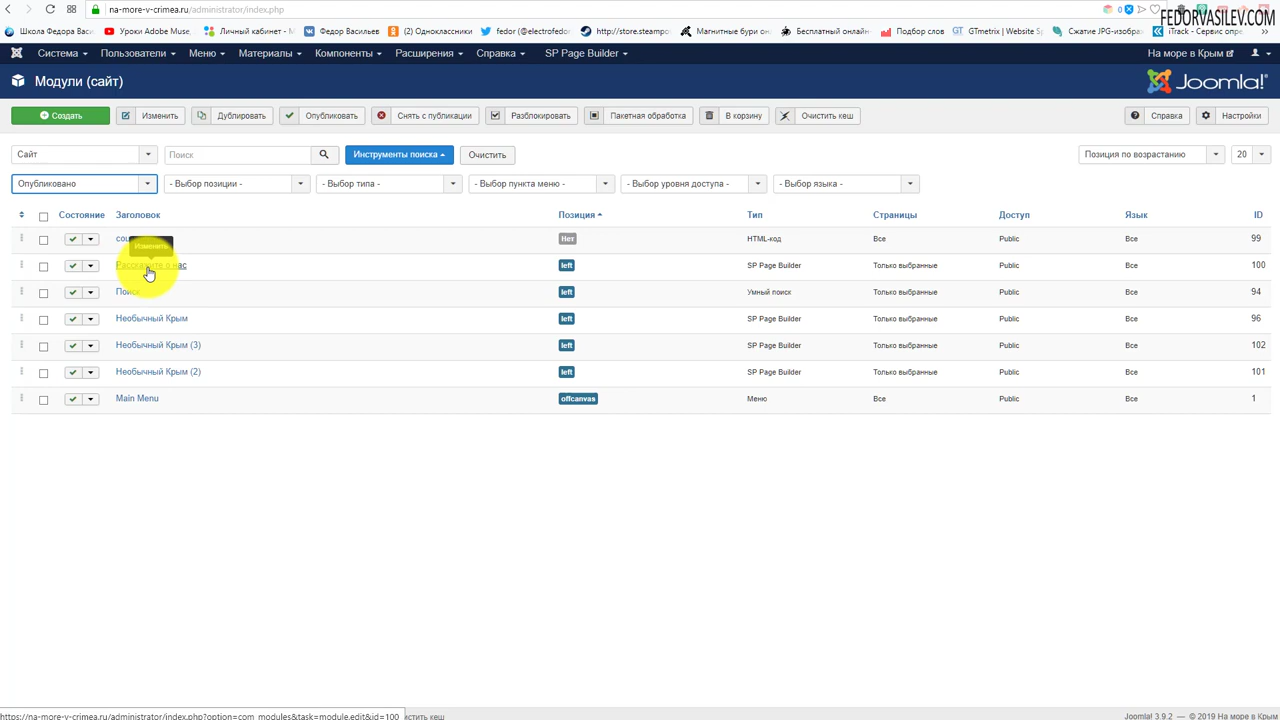 na-more-v-crimea.ru/administrator/index.php
FEDORVASILEV.COM
Школа Федора Васи
Уроки Adobe Muse,
Личный кабинет - M
Федор Васильев
(2) Одноклассники
fedor (@electrofedor
http://store.steampo
Магнитные бури он
Бесплатный онлайн
Подбор слов
GTmetrix | Website S
Сжатие JPG-изобра
iTrack - Сервис опре
Система
Пользователи
Меню
Материалы
Компоненты
Расширения
Справка
SP Page Builder
На море в Крым
Модули (сайт)
Joomla!
Создать
Изменить
Дублировать
Опубликовать
Снять с публикации
Разблокировать
Пакетная обработка
В корзину
Очистить кеш
Справка
Настройки
Сайт
Поиск
Инструменты поиска
Очистить
Позиция по возрастанию
20
Опубликовано
- Выбор позиции -
- Выбор типа -
- Выбор пункта меню -
- Выбор уровня доступа -
- Выбор языка -
Состояние Заголовок Позиция Тип Страницы Доступ Язык ID
Нет HTML-код Все Public Все 99
Изменить
Расскажите о нас left SP Page Builder Только выбранные Public Все 100
Поиск left Умный поиск Только выбранные Public Все 94
Необычный Крым left SP Page Builder Только выбранные Public Все 96
Необычный Крым (3) left SP Page Builder Только выбранные Public Все 102
Необычный Крым (2) left SP Page Builder Только выбранные Public Все 101
Main Menu offcanvas Меню Все Public Все 1
https://na-more-v-crimea.ru/administrator/index.php?option=com_modules&task=module.edit&id=100
истить кеш
Joomla! 3.9.2 — © 2019 На море в Крым